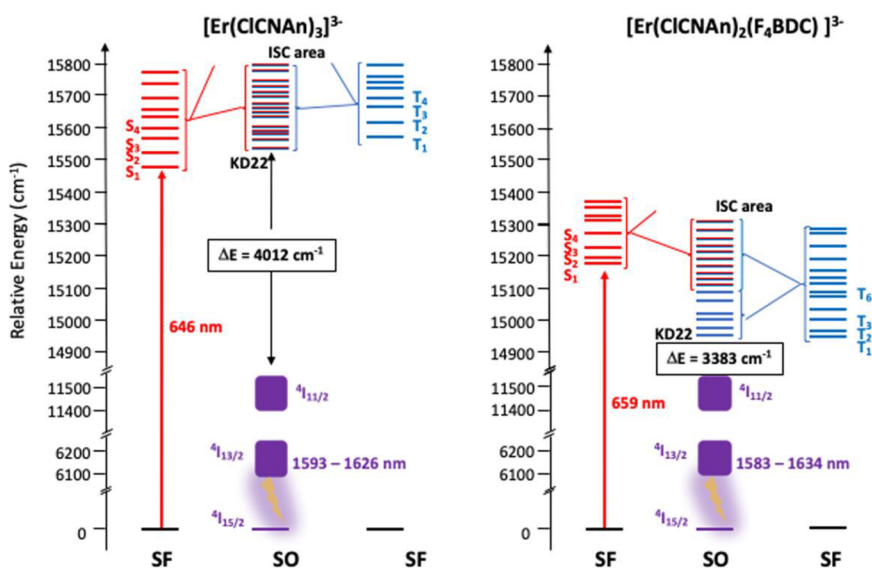 [Er(ClCNAn)₃]³⁻
ISC area
15800
15700
15600
15500
15400
15300
15200
15100
15000
14900
11500
11400
6200
6100
0
Relative Energy (cm⁻¹)
S₄
S₃
S₂
S₁
T₄
T₃
T₂
T₁
KD22
ΔE = 4012 cm⁻¹
646 nm
⁴I₁₁/₂
⁴I₁₃/₂
1593 – 1626 nm
⁴I₁₅/₂
SF
SO
SF
[Er(ClCNAn)₂(F₄BDC) ]³⁻
15800
15700
15600
15500
15400
15300
15200
15100
15000
14900
11500
11400
6200
6100
0
ISC area
S₄
S₃
S₂
S₁
T₆
T₃
T₂
T₁
KD22
ΔE = 3383 cm⁻¹
659 nm
⁴I₁₁/₂
⁴I₁₃/₂
1583 – 1634 nm
⁴I₁₅/₂
SF
SO
SF